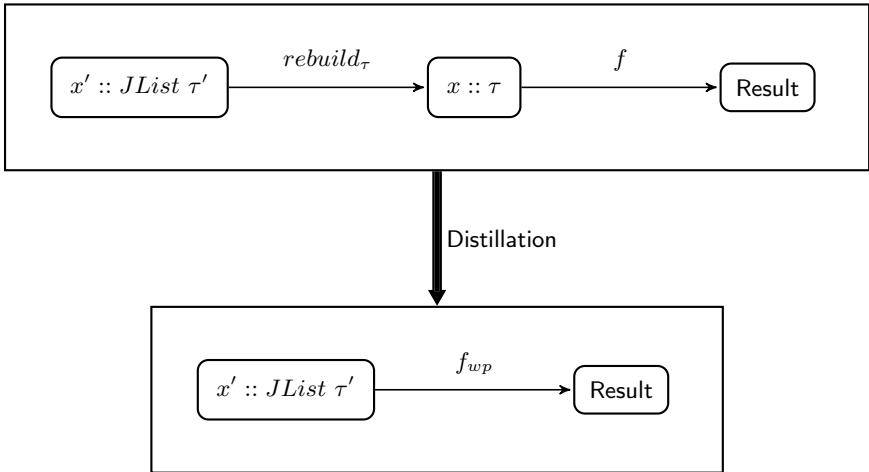 rebuild_τ f
x′ :: JList τ′ x :: τ Result
Distillation
f_wp
x′ :: JList τ′ Result